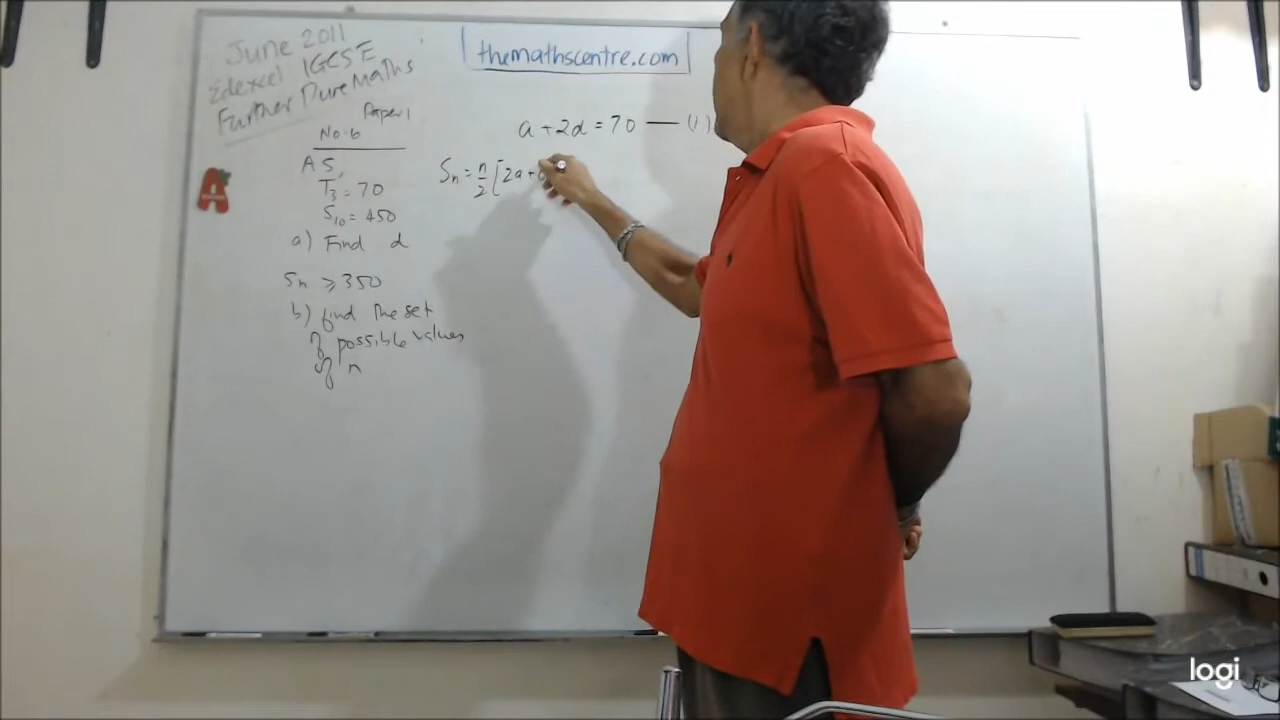 June 2011
Edexcel IGCSE
Further Pure Maths
Paper 1
No. 6
A S,
T₃ = 70
S₁₀ = 450
a) Find d
Sn ≥ 350
b) find the set
of possible values
of n
themathscentre.com
a + 2d = 70 — (1)
Sn = n/2 [2a +
A
logi